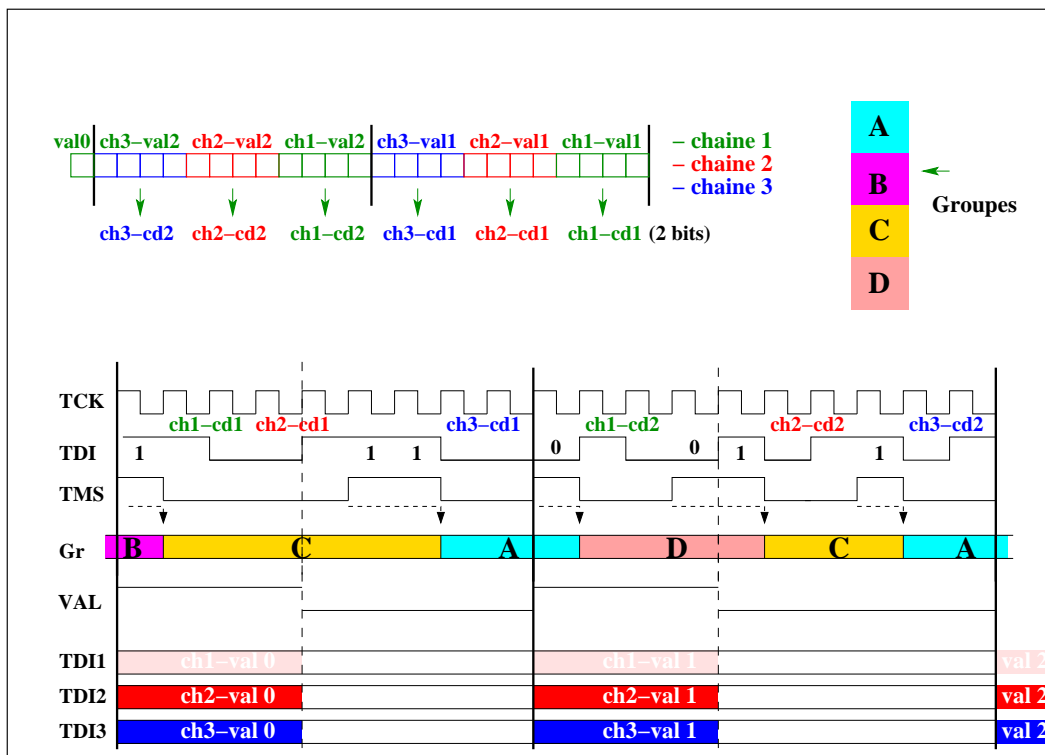 val0 ch3–val2 ch2–val2 ch1–val2 ch3–val1 ch2–val1 ch1–val1
– chaine 1
– chaine 2
– chaine 3
ch3–cd2 ch2–cd2 ch1–cd2 ch3–cd1 ch2–cd1 ch1–cd1 (2 bits)
A
B
Groupes
C
D
TCK
ch1–cd1 ch2–cd1 ch3–cd1 ch1–cd2 ch2–cd2 ch3–cd2
TDI 1 1 1 0 0 1 1
TMS
Gr B C A D C A
VAL
TDI1 ch1–val 0 ch1–val 1 val 2
TDI2 ch2–val 0 ch2–val 1 val 2
TDI3 ch3–val 0 ch3–val 1 val 2